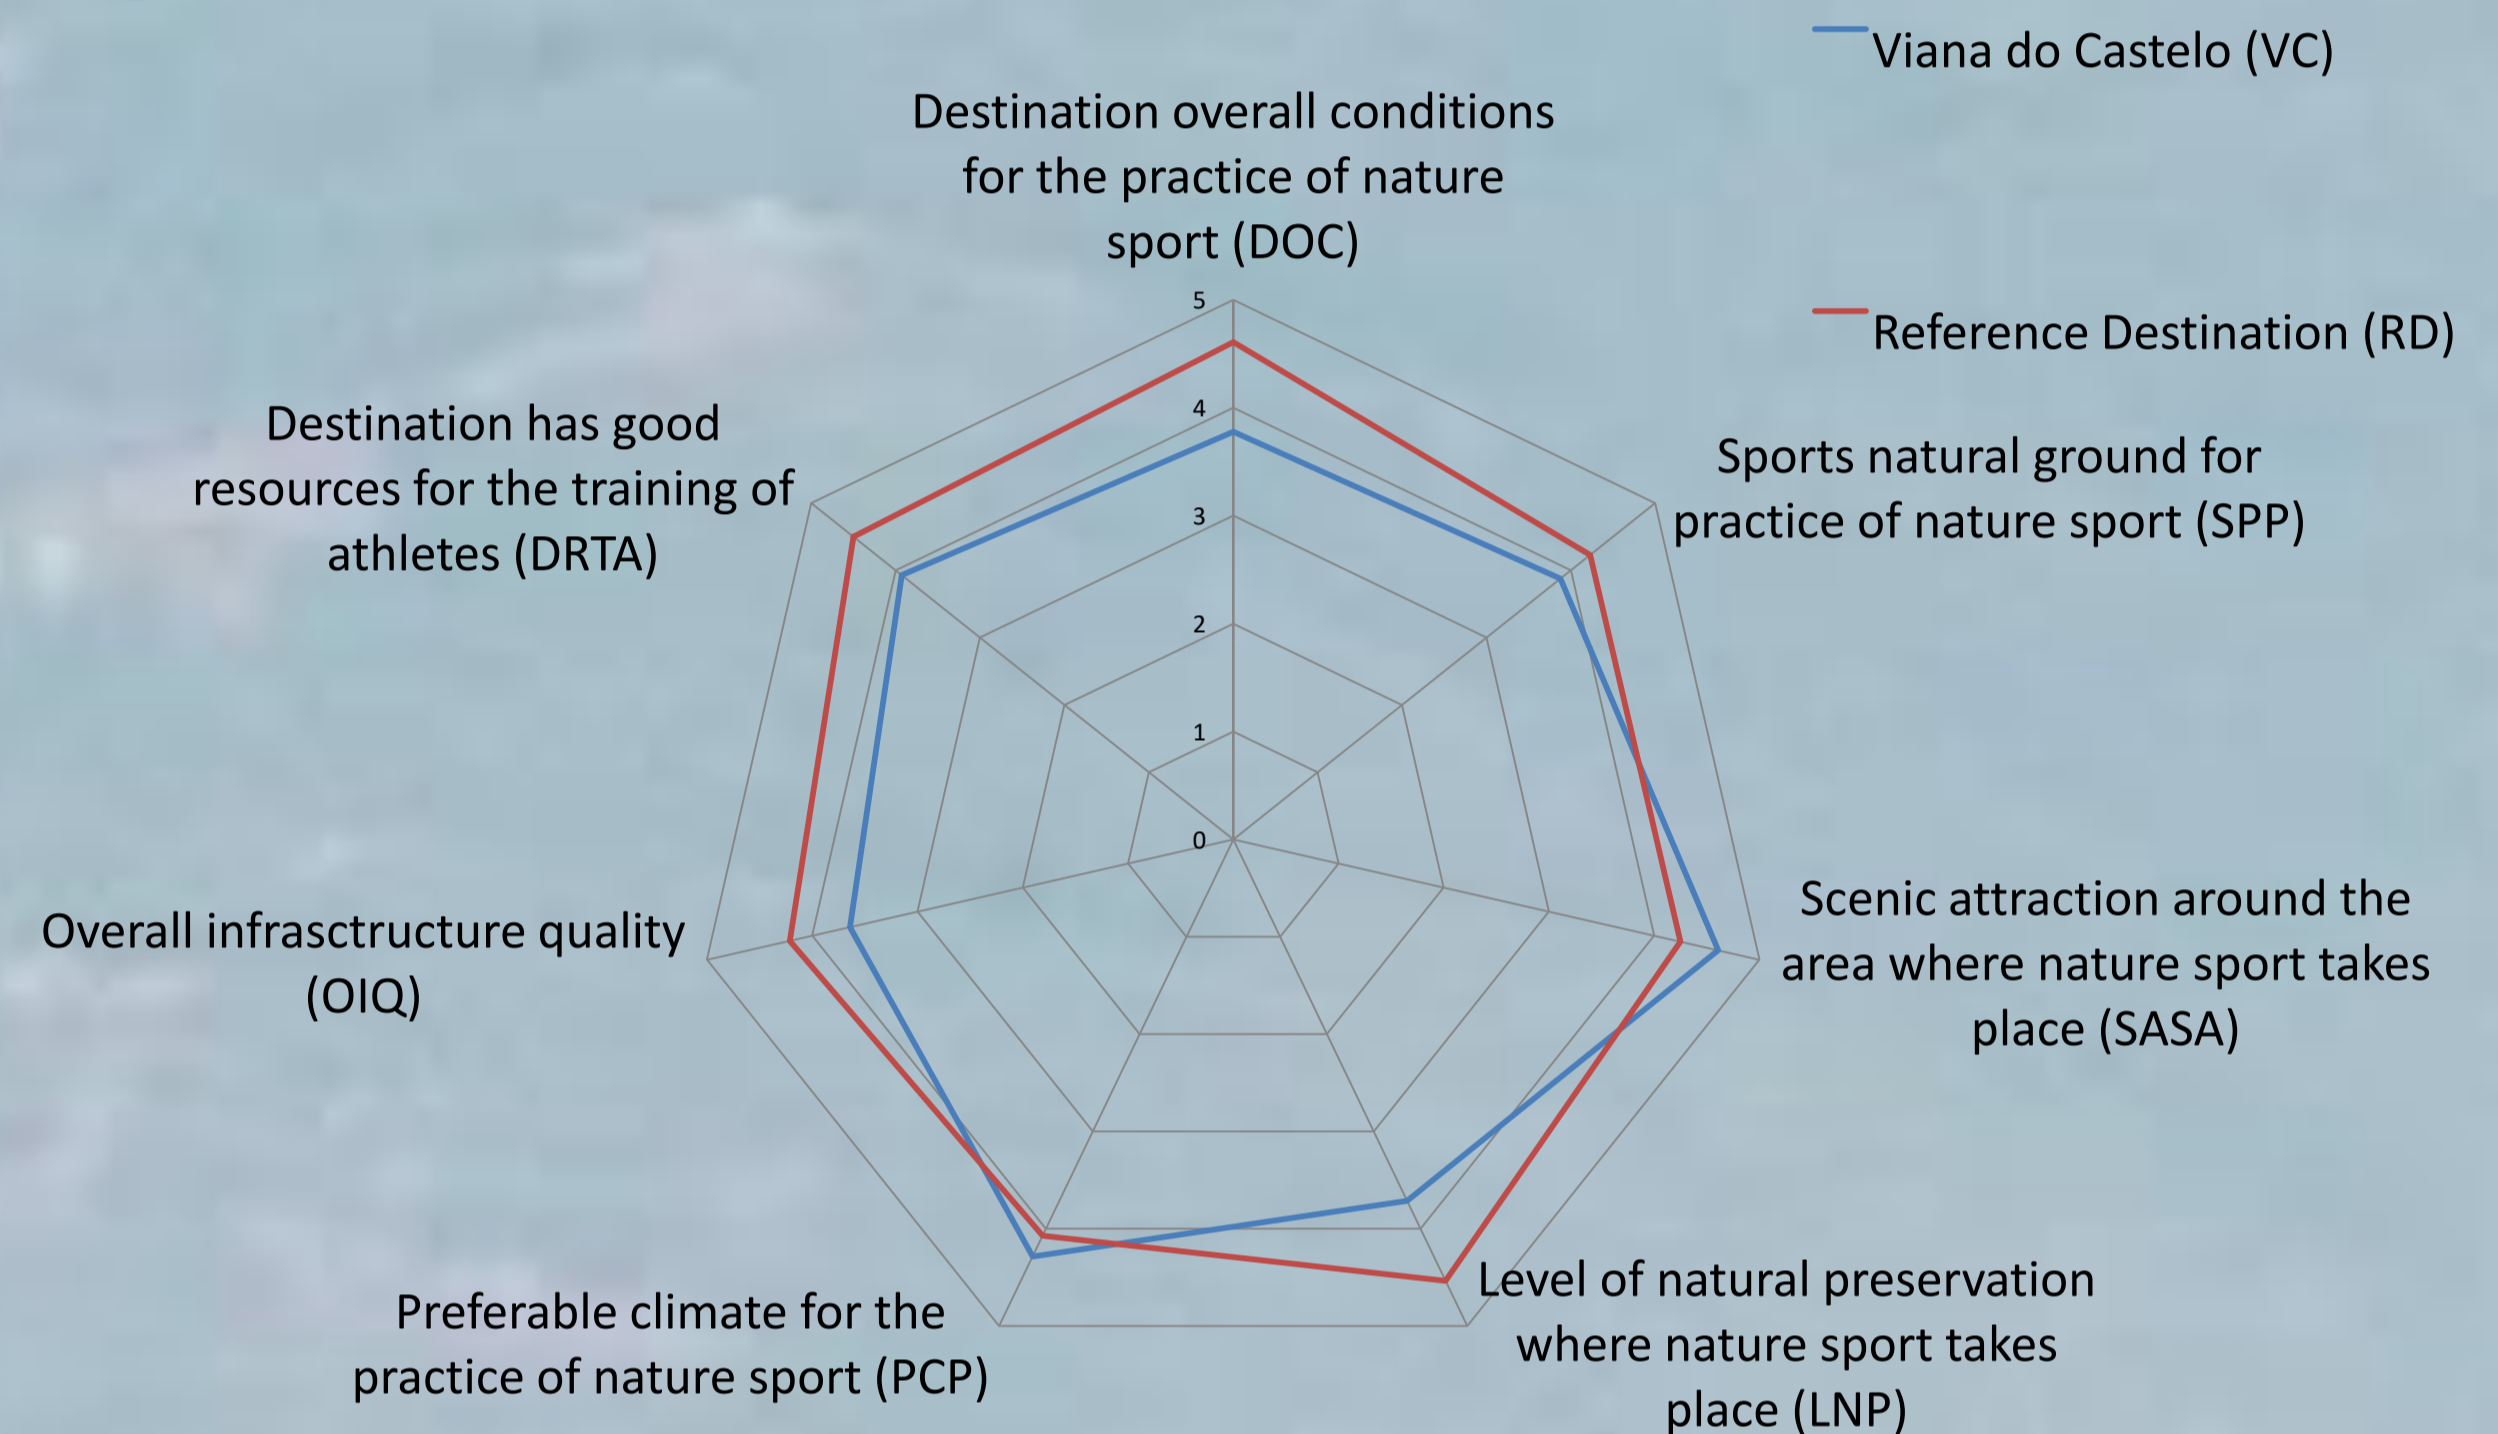 Viana do Castelo (VC)
Destination overall conditions
for the practice of nature
sport (DOC)
Reference Destination (RD)
Destination has good
resources for the training of
athletes (DRTA)
Sports natural ground for
practice of nature sport (SPP)
5
4
3
2
1
0
Scenic attraction around the
area where nature sport takes
place (SASA)
Overall infrasctructure quality
(OIQ)
Level of natural preservation
where nature sport takes
place (LNP)
Preferable climate for the
practice of nature sport (PCP)